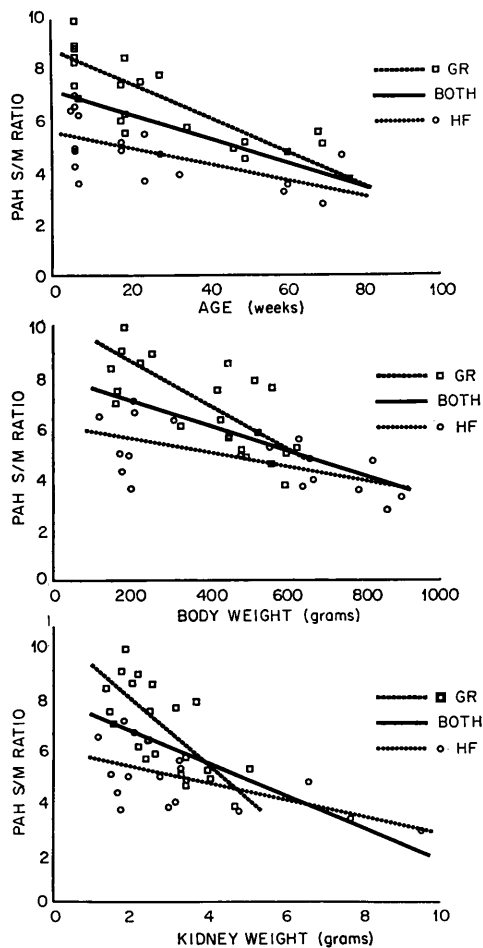 10
8
6
4
2
0
PAH S/M RATIO
GR
BOTH
HF
0 20 40 60 80 100
AGE (weeks)
10
8
6
4
2
0
PAH S/M RATIO
GR
BOTH
HF
0 200 400 600 800 1000
BODY WEIGHT (grams)
10
8
6
4
2
0
PAH S/M RATIO
GR
BOTH
HF
0 2 4 6 8 10
KIDNEY WEIGHT (grams)